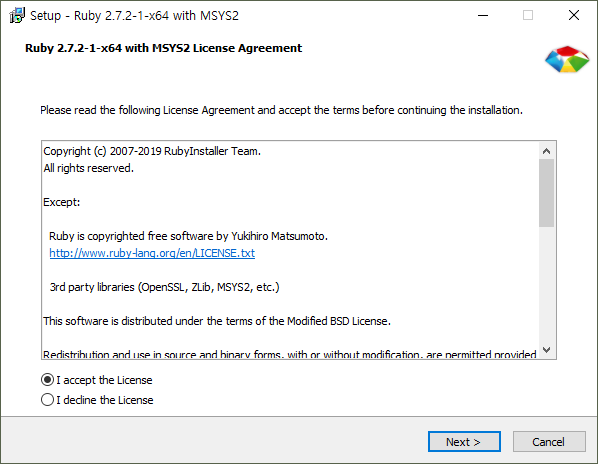 Setup - Ruby 2.7.2-1-x64 with MSYS2
Ruby 2.7.2-1-x64 with MSYS2 License Agreement
Please read the following License Agreement and accept the terms before continuing the installation.
Copyright (c) 2007-2019 RubyInstaller Team.
All rights reserved.
Except:
Ruby is copyrighted free software by Yukihiro Matsumoto.
http://www.ruby-lang.org/en/LICENSE.txt
3rd party libraries (OpenSSL, ZLib, MSYS2, etc.)
This software is distributed under the terms of the Modified BSD License.
Redistribution and use in source and binary forms, with or without modification, are permitted provided
I accept the License
I decline the License
Next >
Cancel